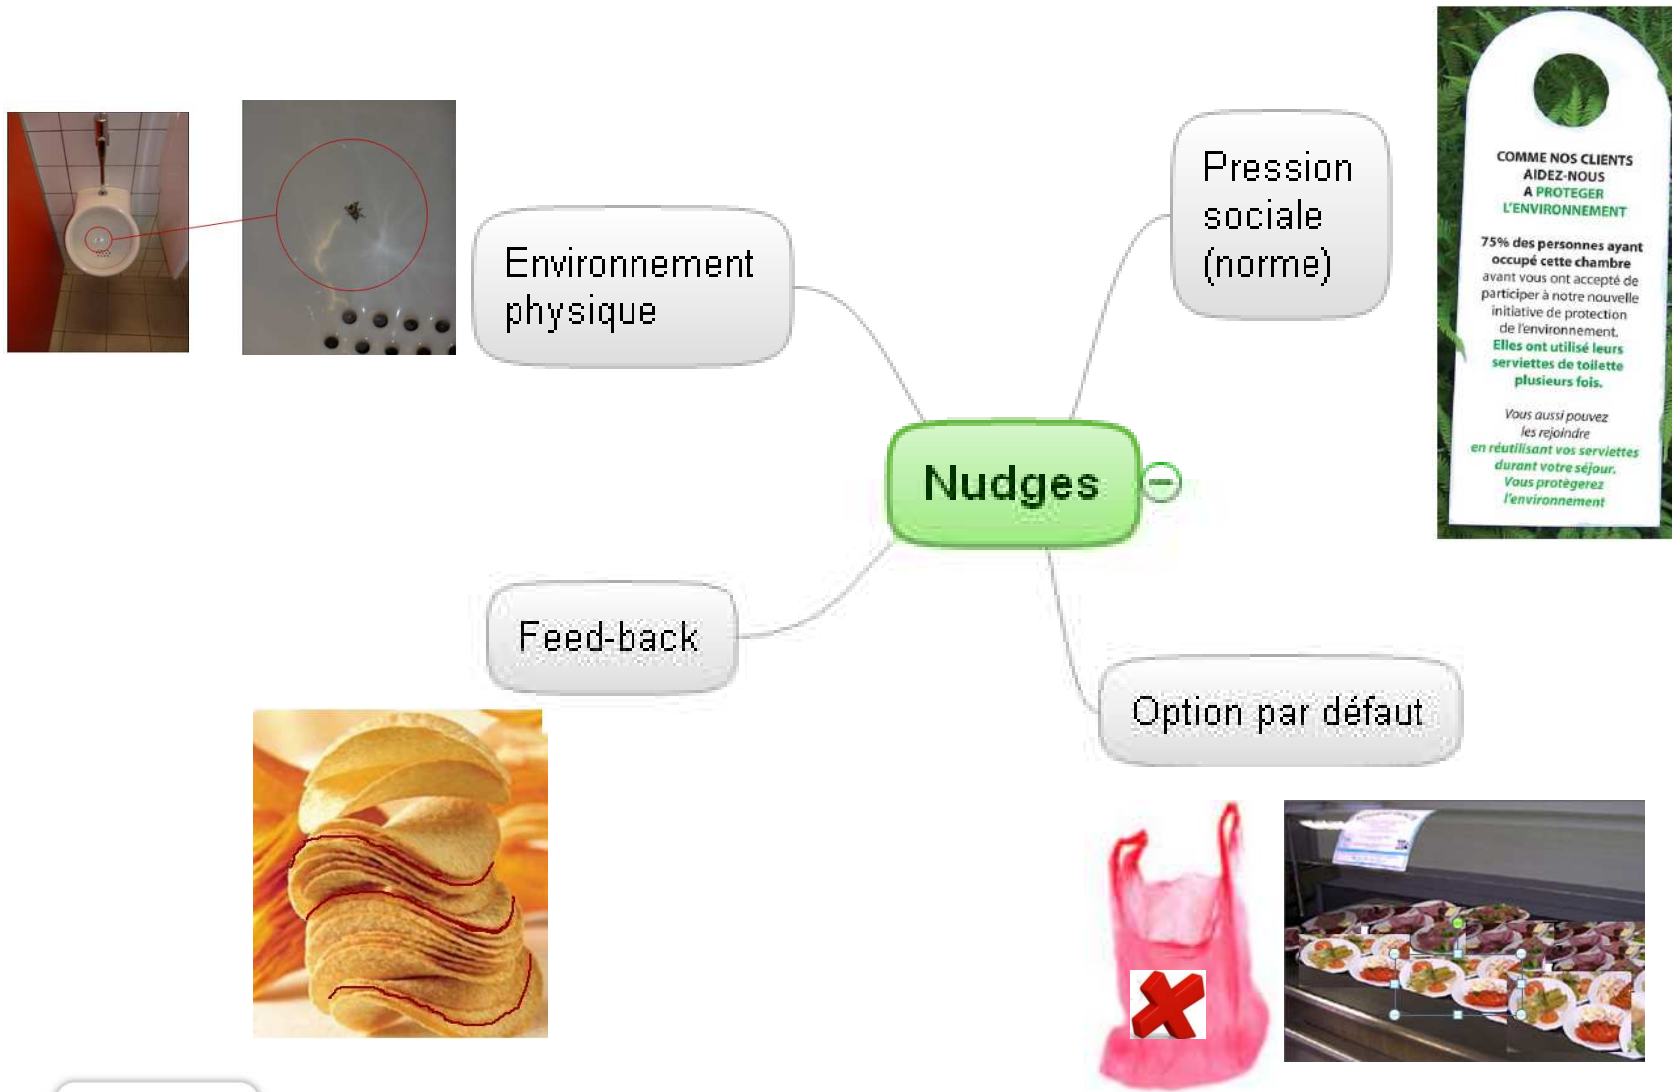 Environnement
physique
Pression
sociale
(norme)
Nudges
Feed-back
Option par défaut
COMME NOS CLIENTS
AIDEZ-NOUS
A PROTEGER
L'ENVIRONNEMENT
75% des personnes ayant
occupé cette chambre
avant vous ont accepté de
participer à notre nouvelle
initiative de protection
de l'environnement.
Elles ont utilisé leurs
serviettes de toilette
plusieurs fois.
Vous aussi pouvez
les rejoindre
en réutilisant vos serviettes
durant votre séjour.
Vous protègerez
l'environnement